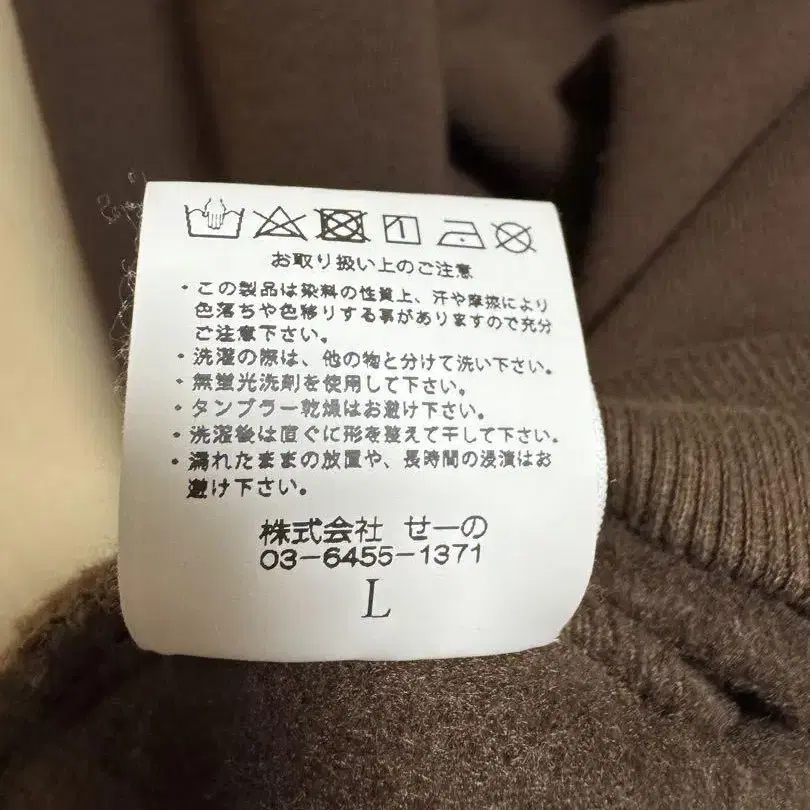 お取り扱い上のご注意
・この製品は染料の性質上、汗や摩擦により
色落ちや色移りする事がありますので充分
ご注意下さい。
・洗濯の際は、他の物と分けて洗い下さい。
・無蛍光洗剤を使用して下さい。
・タンブラー乾燥はお避け下さい。
・洗濯後は直ぐに形を整えて干して下さい。
・濡れたままの放置や、長時間の浸漬はお
避け下さい。
株式会社 せーの
03-6455-1371
L